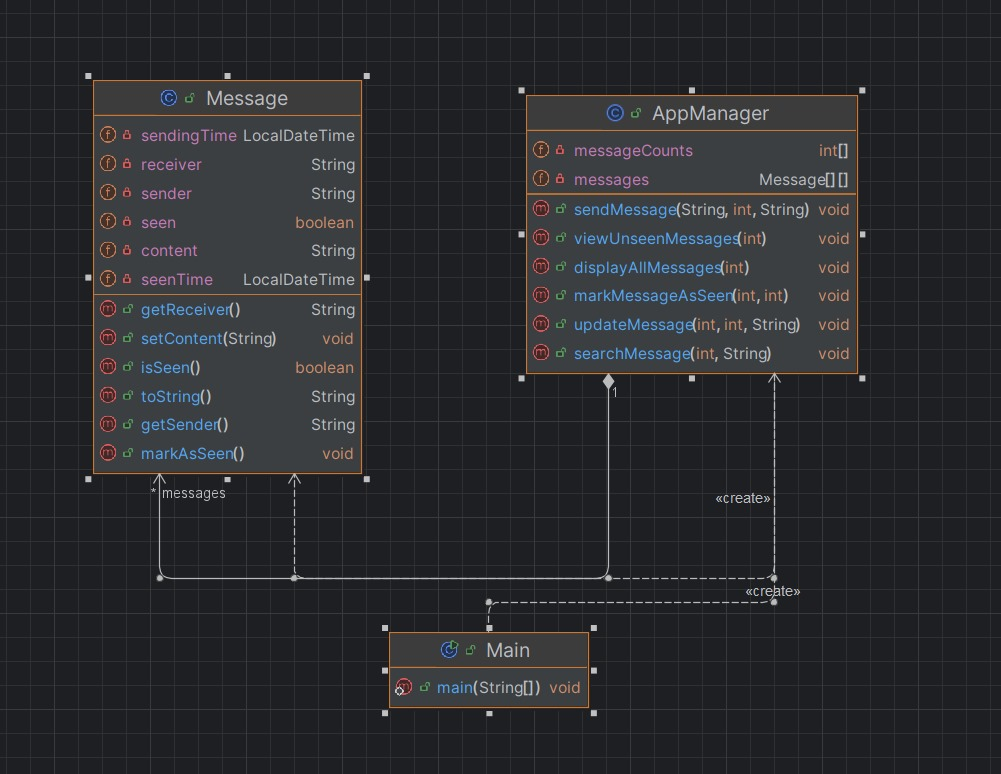 Message
sendingTime LocalDateTime
receiver String
sender String
seen boolean
content String
seenTime LocalDateTime
getReceiver() String
setContent(String) void
isSeen() boolean
toString() String
getSender() String
markAsSeen() void
AppManager
messageCounts int[]
messages Message[][]
sendMessage(String, int, String) void
viewUnseenMessages(int) void
displayAllMessages(int) void
markMessageAsSeen(int, int) void
updateMessage(int, int, String) void
searchMessage(int, String) void
1
* messages
«create»
«create»
Main
main(String[]) void